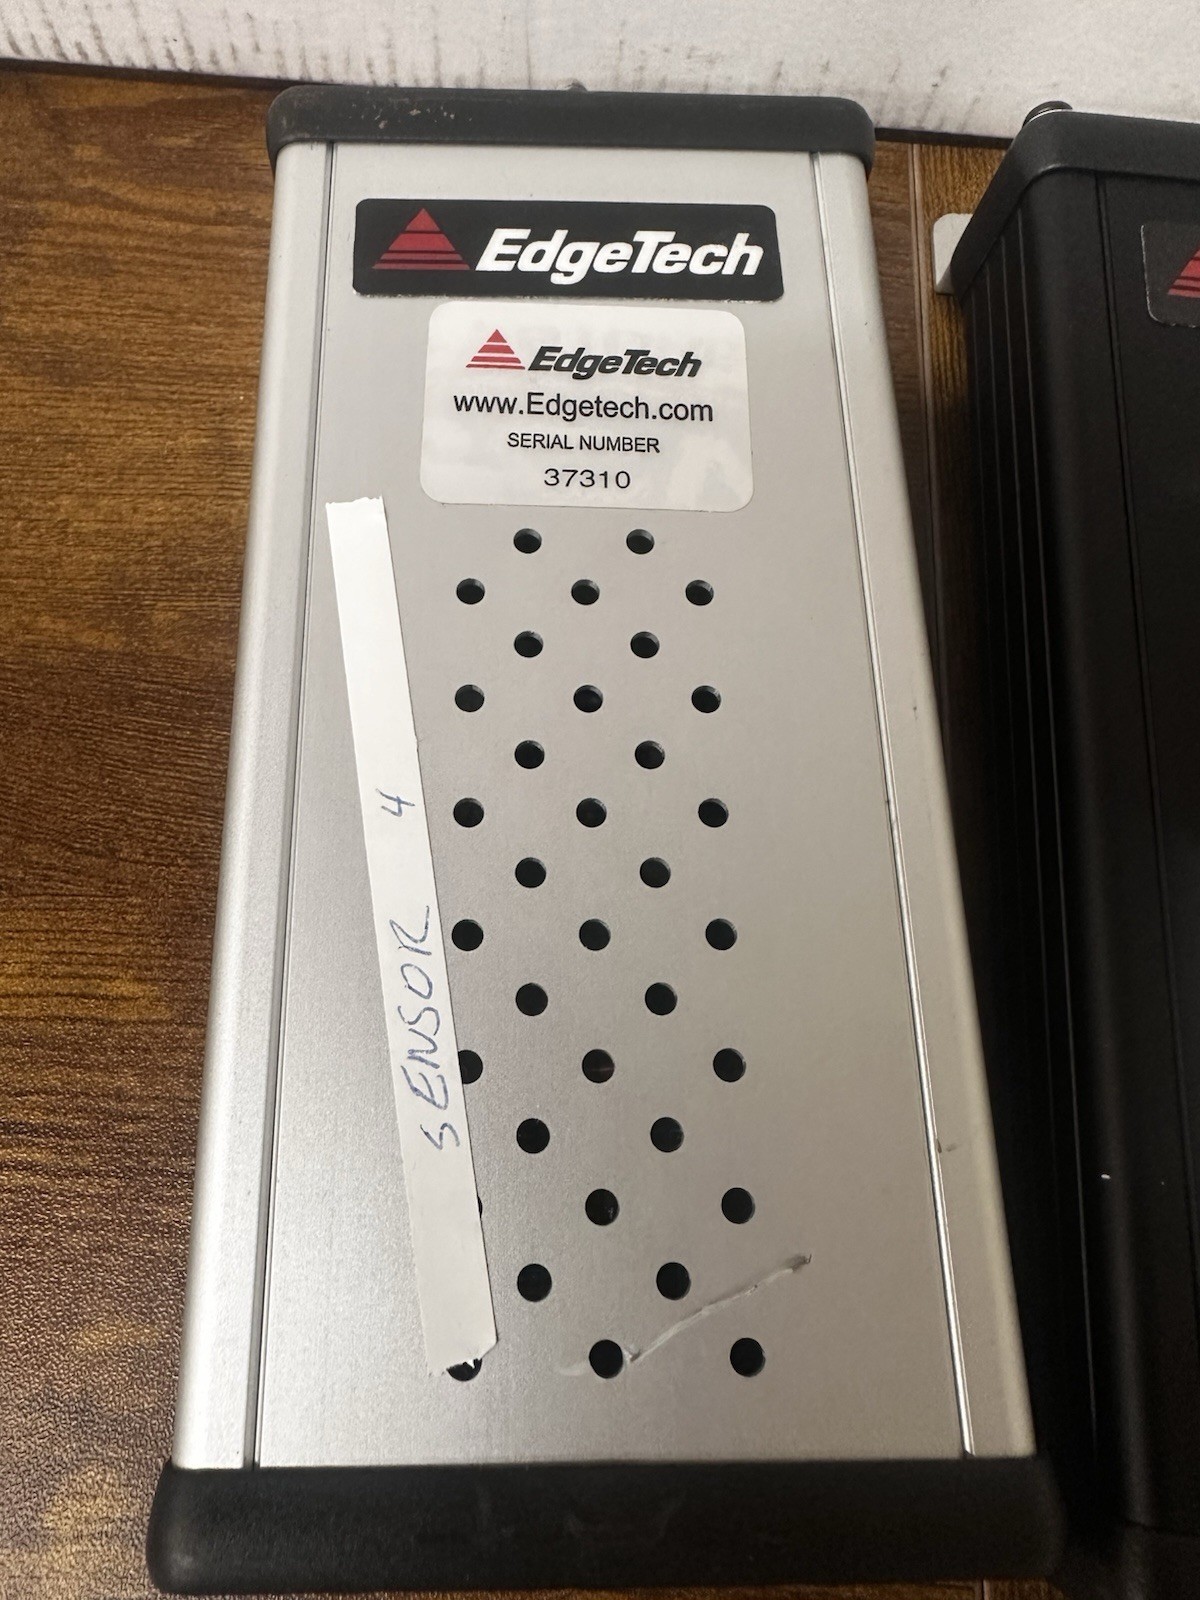 EdgeTech
EdgeTech
www.Edgetech.com
SERIAL NUMBER
37310
SENSOR 4